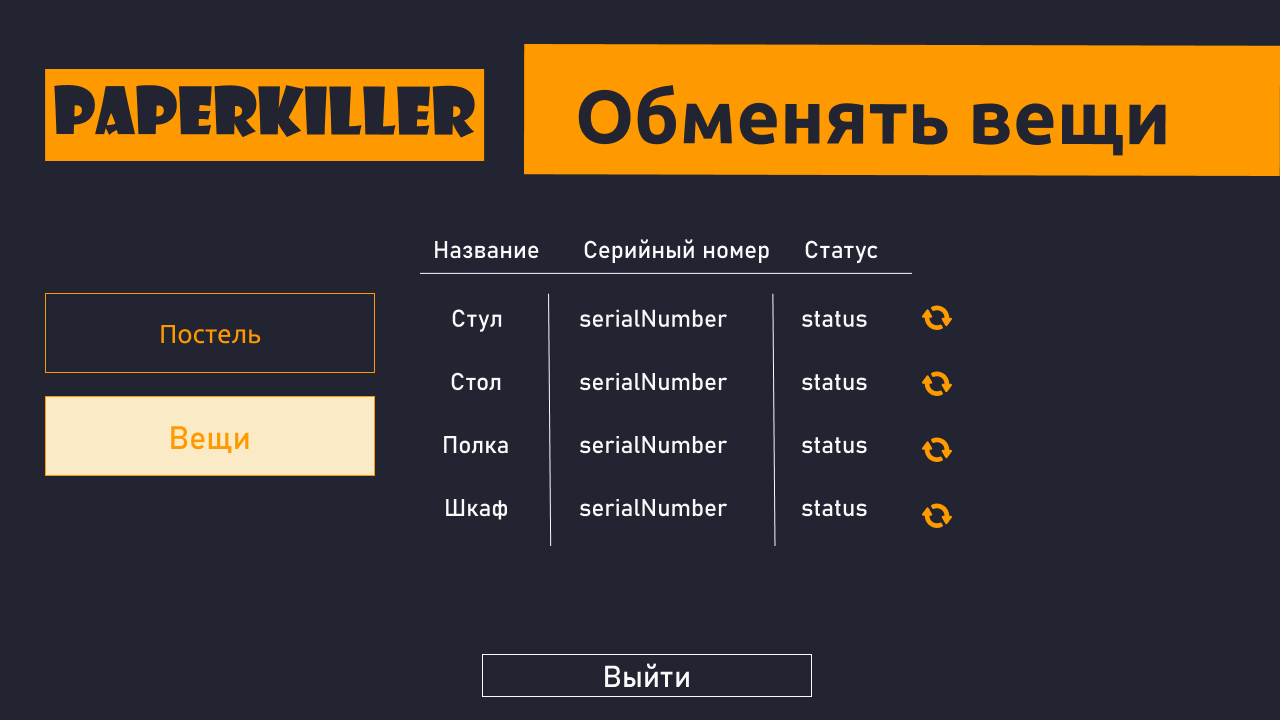 PAPERKILLER
Обменять вещи
Название Серийный номер Статус
Постель
Вещи
Стул serialNumber status
Стол serialNumber status
Полка serialNumber status
Шкаф serialNumber status
Выйти